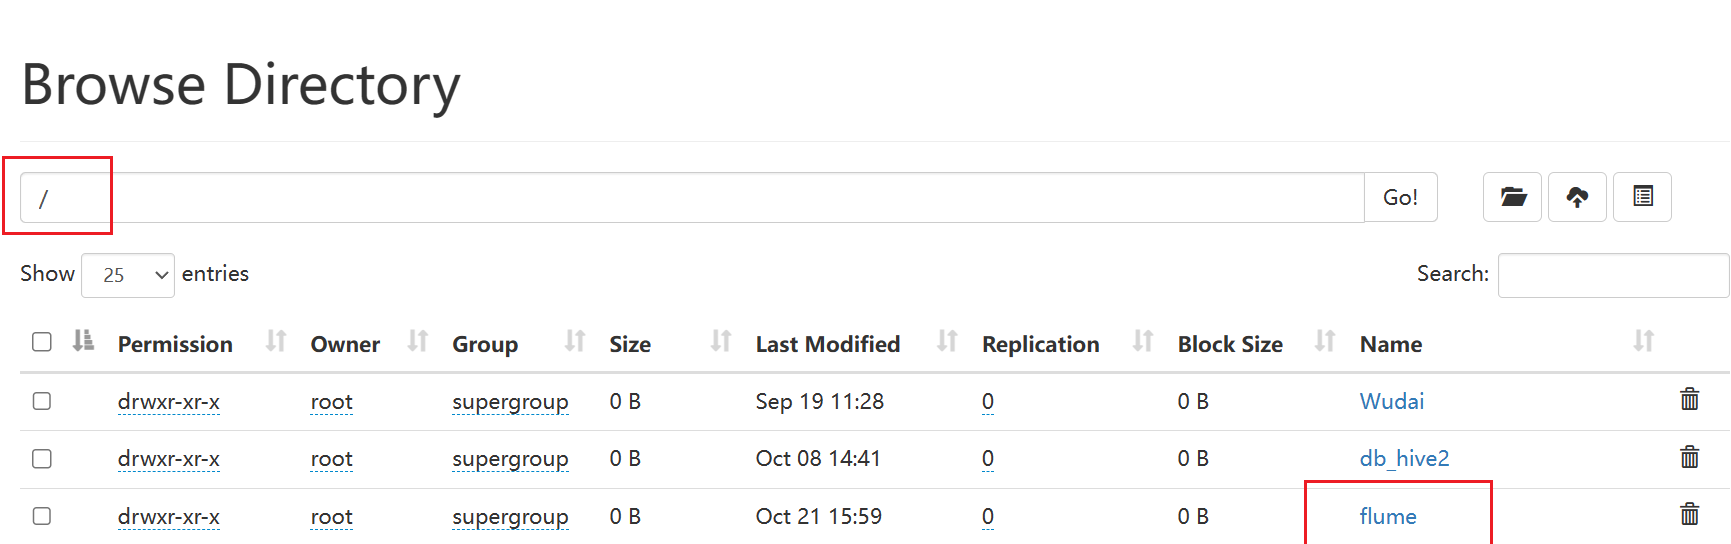 Browse Directory
/ Go!
Show 25 entries Search:
Permission Owner Group Size Last Modified Replication Block Size Name
drwxr-xr-x root supergroup 0 B Sep 19 11:28 0 0 B Wudai
drwxr-xr-x root supergroup 0 B Oct 08 14:41 0 0 B db_hive2
drwxr-xr-x root supergroup 0 B Oct 21 15:59 0 0 B flume